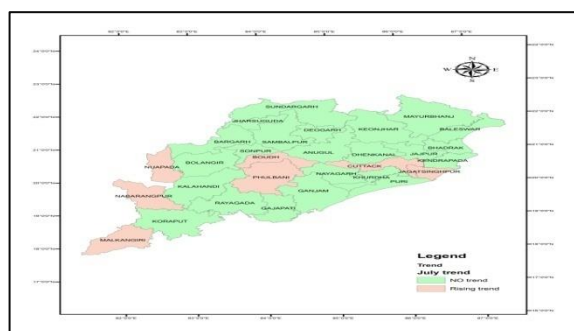 N
W E
S
SUNDARGARH
MAYURBHANJ
JHARSUGUDA
DEOGARH
KEONJHAR
BALESWAR
BARGARH
SAMBALPUR
SONPUR
ANUGUL
DHENKANAL
JAJPUR
BHADRAK
KENDRAPADA
NUAPADA
BOLANGIR
BOUDH
CUTTACK
JAGATSINGHPUR
PHULBANI
NAYAGARH
KHURDHA
PURI
NABARANGPUR
KALAHANDI
GANJAM
RAYAGADA
GAJAPATI
KORAPUT
MALKANGIRI
Legend
Trend
July trend
NO trend
Rising trend